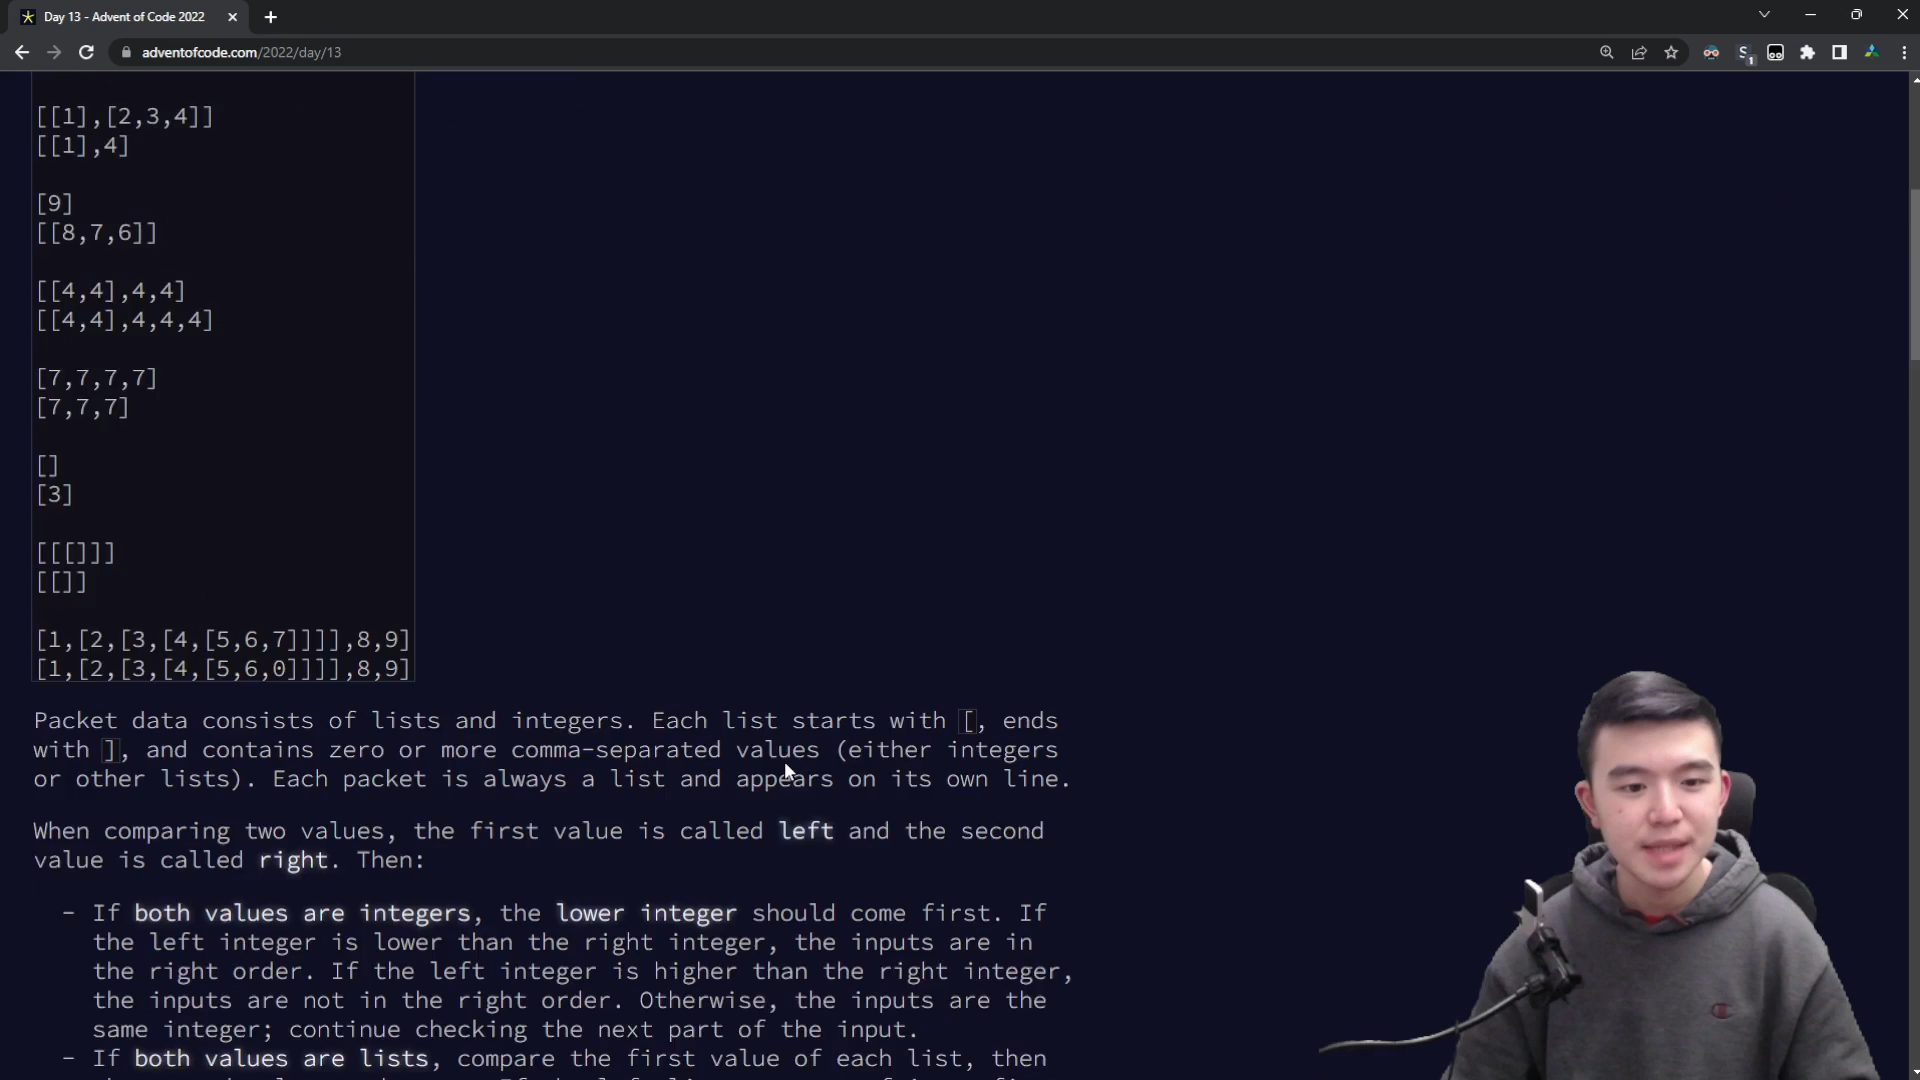 Day 13 - Advent of Code 2022
adventofcode.com/2022/day/13
[[1],[2,3,4]]
[[1],4]
[9]
[[8,7,6]]
[[4,4],4,4]
[[4,4],4,4,4]
[7,7,7,7]
[7,7,7]
[]
[3]
[[[]]]
[[]]
[1,[2,[3,[4,[5,6,7]]]],8,9]
[1,[2,[3,[4,[5,6,0]]]],8,9]
Packet data consists of lists and integers. Each list starts with [, ends
with ], and contains zero or more comma-separated values (either integers
or other lists). Each packet is always a list and appears on its own line.
When comparing two values, the first value is called left and the second
value is called right. Then:
- If both values are integers, the lower integer should come first. If
the left integer is lower than the right integer, the inputs are in
the right order. If the left integer is higher than the right integer,
the inputs are not in the right order. Otherwise, the inputs are the
same integer; continue checking the next part of the input.
- If both values are lists, compare the first value of each list, then